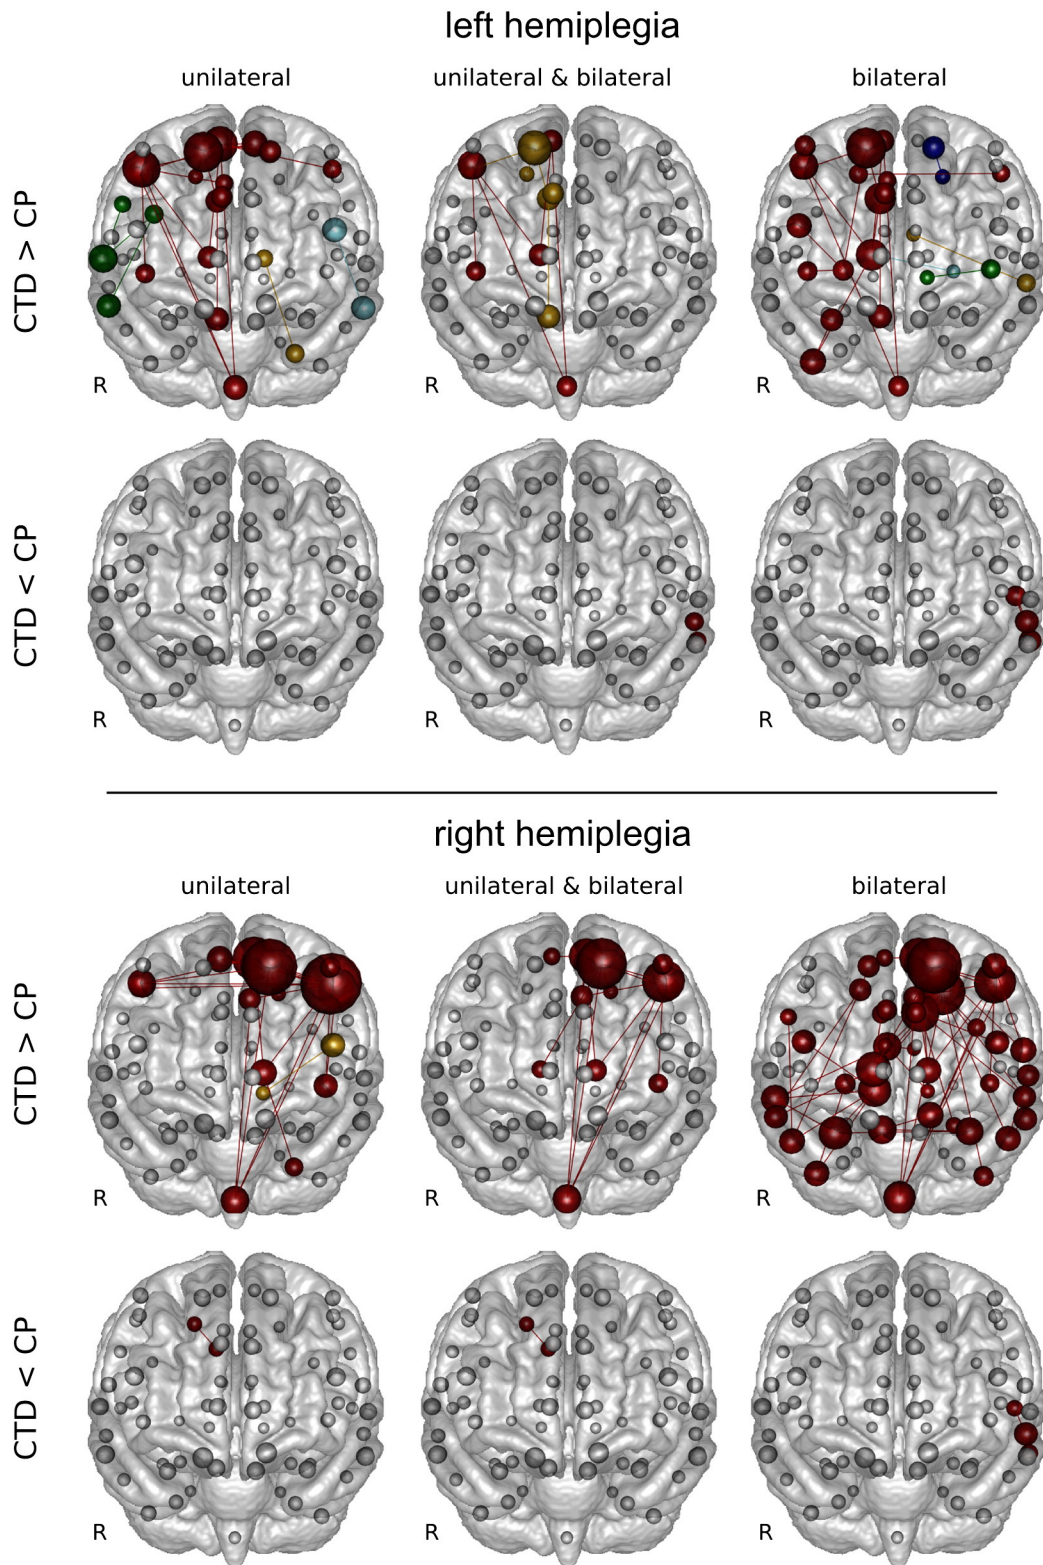 left hemiplegia
unilateral unilateral & bilateral bilateral
CTD > CP
R R R
CTD < CP
R R R
right hemiplegia
unilateral unilateral & bilateral bilateral
CTD > CP
R R R
CTD < CP
R R R